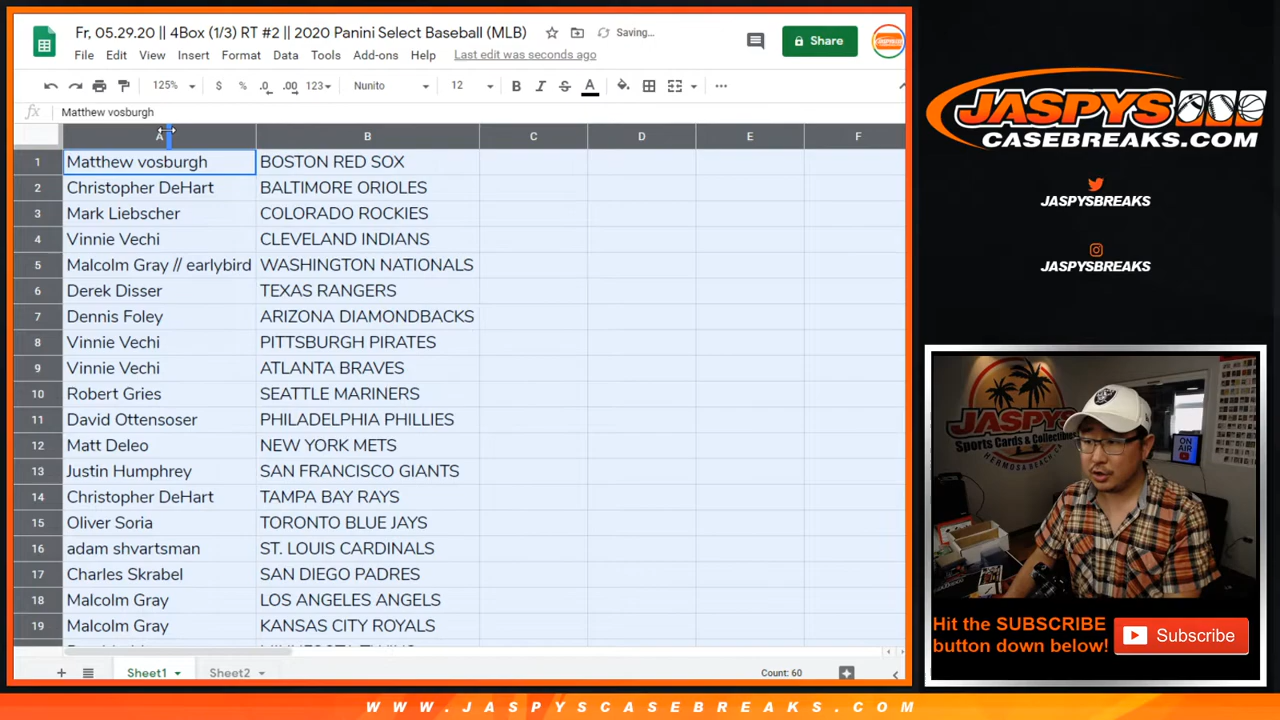 Fr, 05.29.20 || 4Box (1/3) RT #2 || 2020 Panini Select Baseball (MLB)
Saving...
File Edit View Insert Format Data Tools Add-ons Help Last edit was seconds ago
Share
125% $ % .0 .00 123 Nunito 12 B I S A
fx Matthew vosburgh
A B C D E F
1 Matthew vosburgh BOSTON RED SOX
2 Christopher DeHart BALTIMORE ORIOLES
3 Mark Liebscher COLORADO ROCKIES
4 Vinnie Vechi CLEVELAND INDIANS
5 Malcolm Gray // earlybird WASHINGTON NATIONALS
6 Derek Disser TEXAS RANGERS
7 Dennis Foley ARIZONA DIAMONDBACKS
8 Vinnie Vechi PITTSBURGH PIRATES
9 Vinnie Vechi ATLANTA BRAVES
10 Robert Gries SEATTLE MARINERS
11 David Ottensoser PHILADELPHIA PHILLIES
12 Matt Deleo NEW YORK METS
13 Justin Humphrey SAN FRANCISCO GIANTS
14 Christopher DeHart TAMPA BAY RAYS
15 Oliver Soria TORONTO BLUE JAYS
16 adam shvartsman ST. LOUIS CARDINALS
17 Charles Skrabel SAN DIEGO PADRES
18 Malcolm Gray LOS ANGELES ANGELS
19 Malcolm Gray KANSAS CITY ROYALS
Sheet1 Sheet2 Count: 60
JASPYS
CASEBREAKS.COM
JASPYSBREAKS
JASPYSBREAKS
JASPYS
Sports Cards & Collectibles
HERMOSA BEACH, CA
ON AIR
Hit the SUBSCRIBE
button down below!
Subscribe
WWW.JASPYSCASEBREAKS.COM